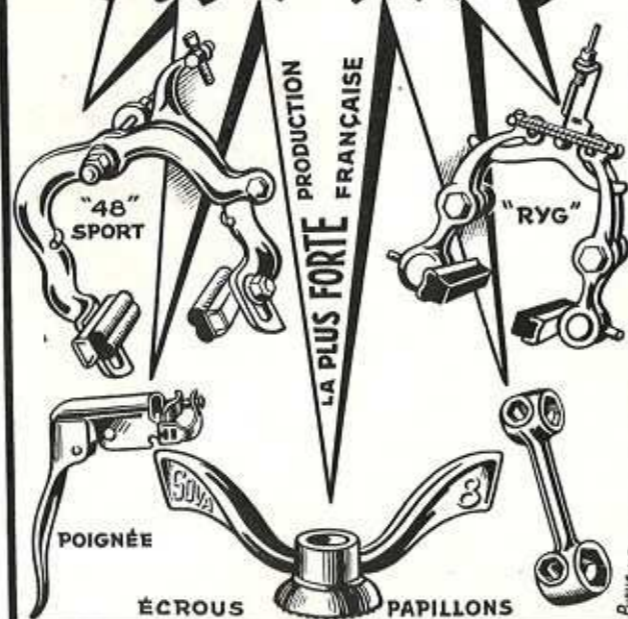 "48"
SPORT
LA PLUS FORTE
PRODUCTION
FRANÇAISE
"RYG"
POIGNÉE
SOVA
8
ÉCROUS PAPILLONS